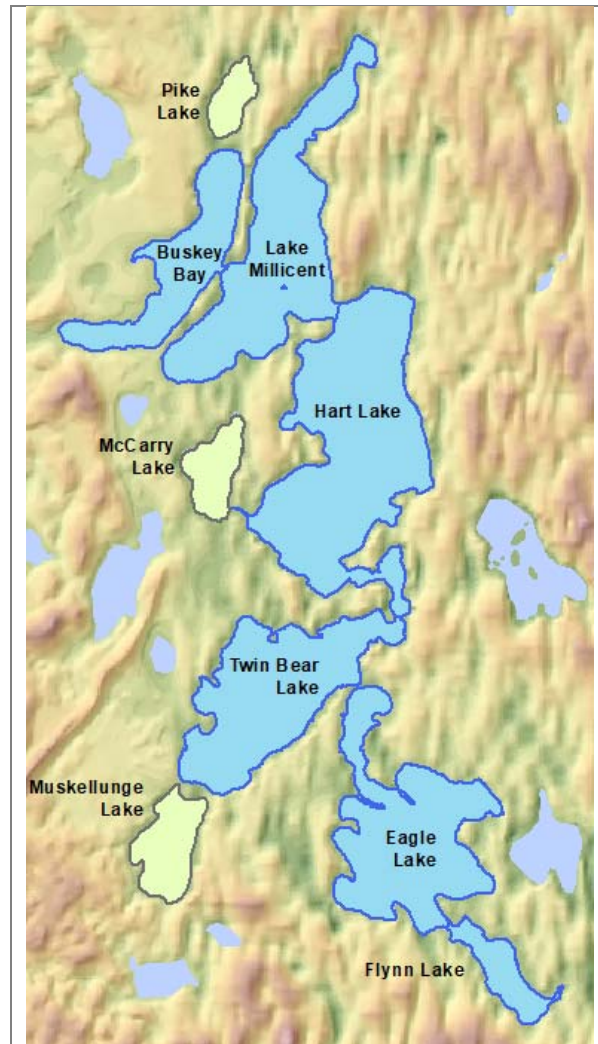 Pike
Lake
Buskey
Bay
Lake
Millicent
Hart Lake
McCarry
Lake
Twin Bear
Lake
Muskellunge
Lake
Eagle
Lake
Flynn Lake